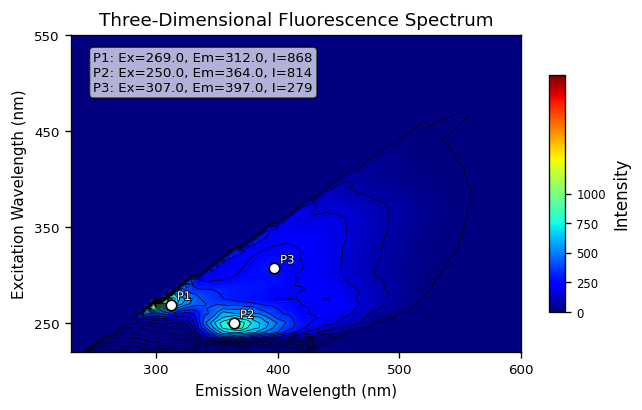 Three-Dimensional Fluorescence Spectrum
P1: Ex=269.0, Em=312.0, I=868
P2: Ex=250.0, Em=364.0, I=814
P3: Ex=307.0, Em=397.0, I=279
550
450
350
250
Excitation Wavelength (nm)
P1
P2
P3
300
400
500
600
Emission Wavelength (nm)
1000
750
500
250
0
Intensity